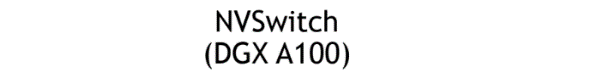 NVSwitch
(DGX A100)